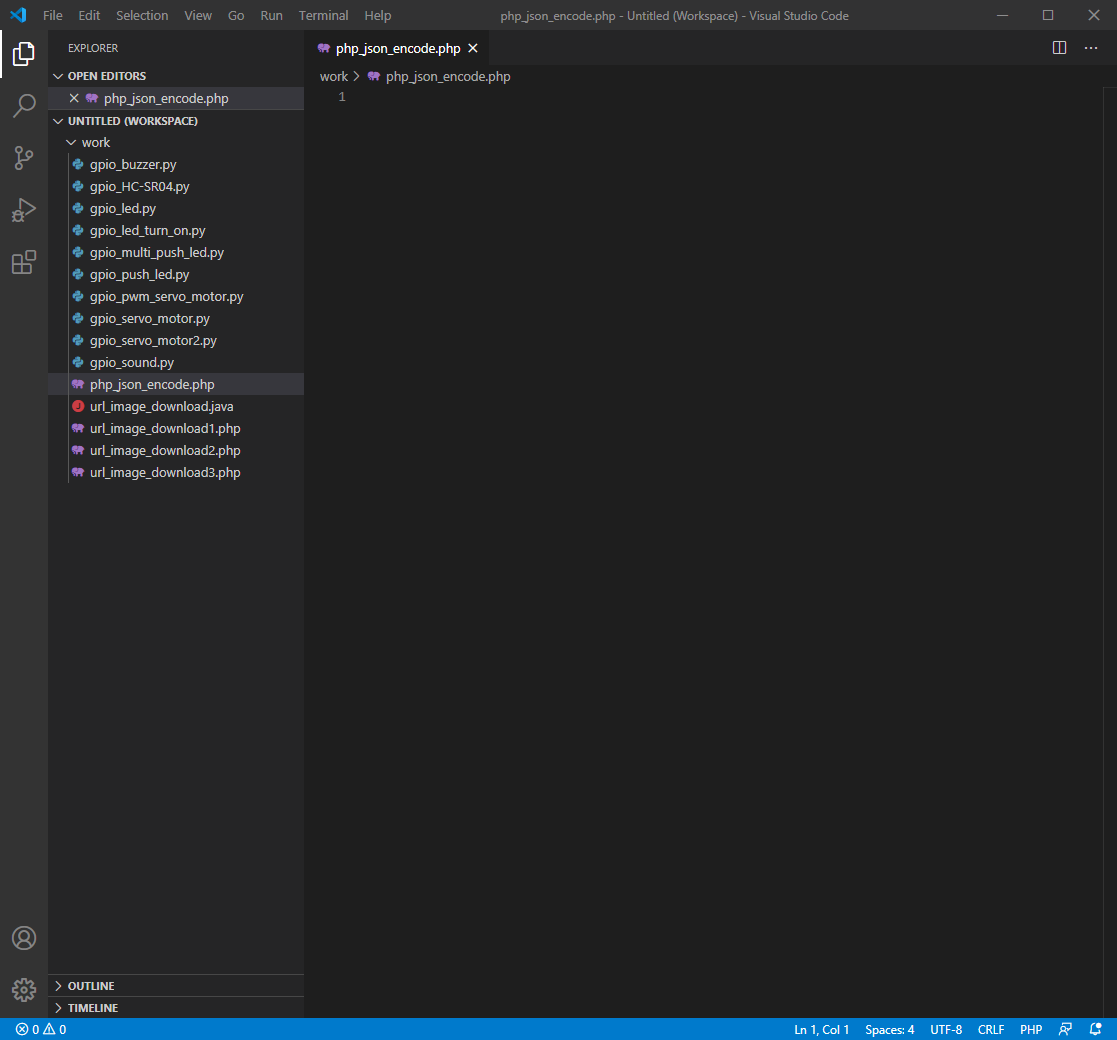 File Edit Selection View Go Run Terminal Help php_json_encode.php - Untitled (Workspace) - Visual Studio Code
EXPLORER
OPEN EDITORS
php_json_encode.php
UNTITLED (WORKSPACE)
work
gpio_buzzer.py
gpio_HC-SR04.py
gpio_led.py
gpio_led_turn_on.py
gpio_multi_push_led.py
gpio_push_led.py
gpio_pwm_servo_motor.py
gpio_servo_motor.py
gpio_servo_motor2.py
gpio_sound.py
php_json_encode.php
url_image_download.java
url_image_download1.php
url_image_download2.php
url_image_download3.php
OUTLINE
TIMELINE
php_json_encode.php
work > php_json_encode.php
1
0 0 Ln 1, Col 1 Spaces: 4 UTF-8 CRLF PHP